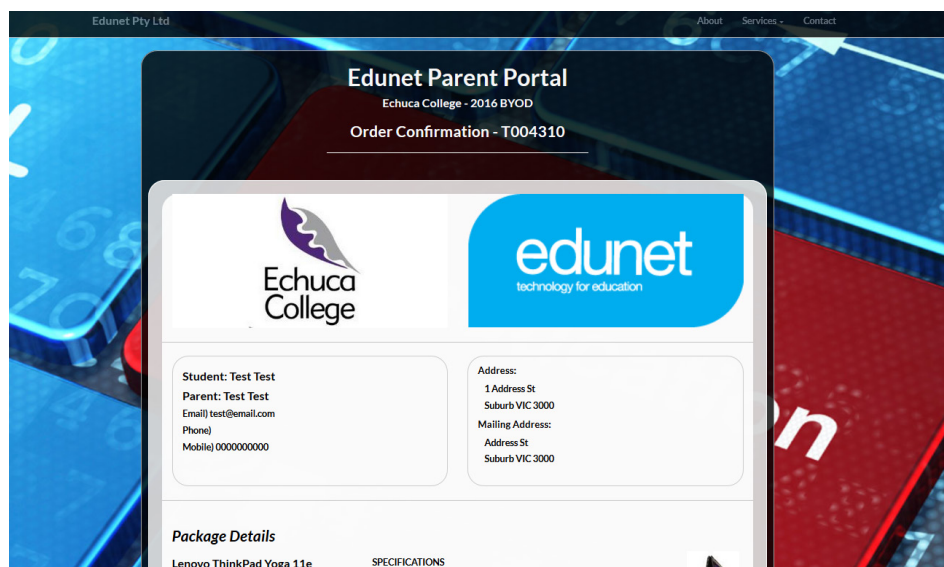 Edunet Pty Ltd
About Services Contact
Edunet Parent Portal
Echuca College - 2016 BYOD
Order Confirmation - T004310
Echuca
College
edunet
technology for education
Student: Test Test
Parent: Test Test
Email) test@email.com
Phone)
Mobile) 0000000000
Address:
1 Address St
Suburb VIC 3000
Mailing Address:
Address St
Suburb VIC 3000
Package Details
Lenovo ThinkPad Yoga 11e
SPECIFICATIONS
on